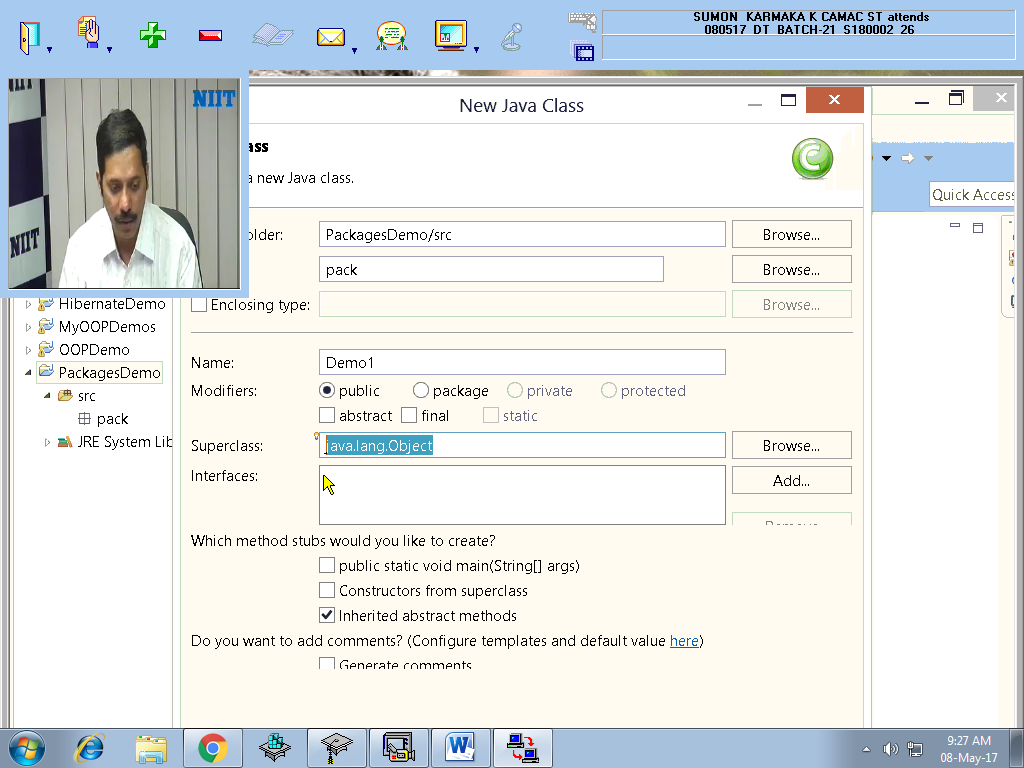 SUMON KARMAKA K CAMAC ST attends
080517 DT BATCH-21 S180002 26
NIIT
NIIT
New Java Class
ass
a new Java class.
Quick Access
older:
PackagesDemo/src
Browse...
pack
Browse...
Enclosing type:
Browse...
HibernateDemo
MyOOPDemos
OOPDemo
PackagesDemo
src
pack
JRE System Lib
Name:
Demo1
Modifiers:
public
package
private
protected
abstract
final
static
Superclass:
java.lang.Object
Browse...
Interfaces:
Add...
Remove
Which method stubs would you like to create?
public static void main(String[] args)
Constructors from superclass
Inherited abstract methods
Do you want to add comments? (Configure templates and default value here)
Generate comments
9:27 AM
08-May-17